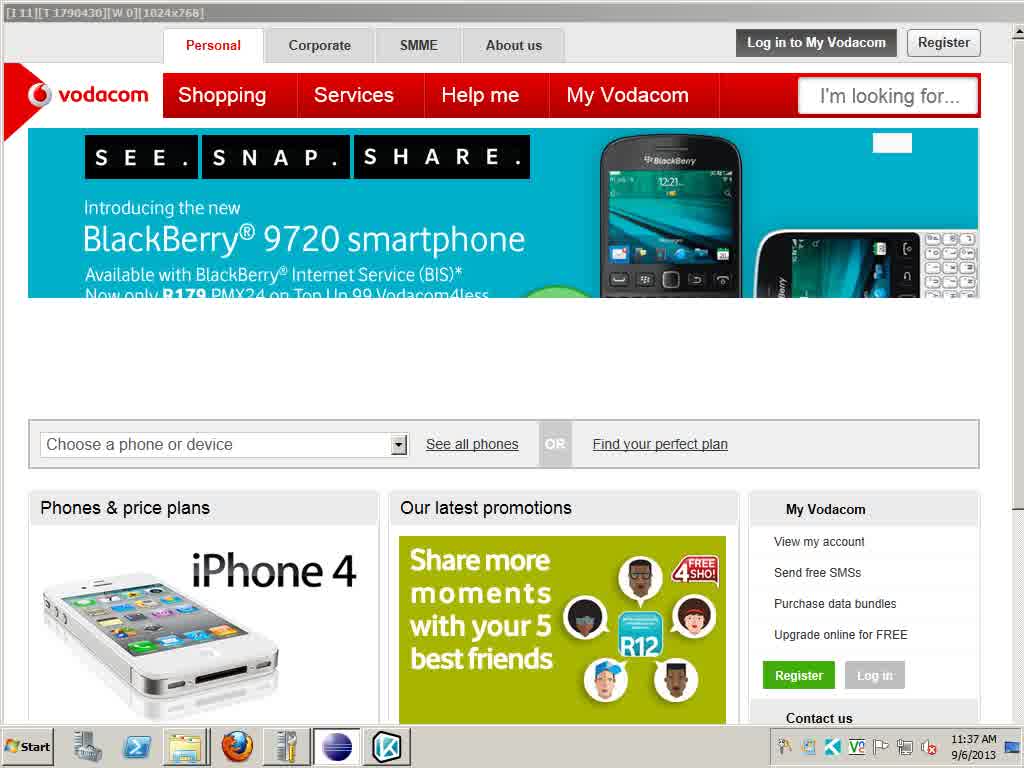 [I 11][T 1790430][W 0][1024x768]
Personal
Corporate
SMME
About us
Log in to My Vodacom
Register
vodacom
Shopping
Services
Help me
My Vodacom
I'm looking for...
SEE. SNAP. SHARE.
Introducing the new
BlackBerry® 9720 smartphone
Available with BlackBerry® Internet Service (BIS)*
Now only R179 PMX24 on Top Up 99 Vodacom4less
BlackBerry
12:21
Choose a phone or device
See all phones
OR
Find your perfect plan
Phones & price plans
iPhone 4
Our latest promotions
Share more
moments
with your 5
best friends
4 FREE
SHO!
R12
My Vodacom
View my account
Send free SMSs
Purchase data bundles
Upgrade online for FREE
Register
Log in
Contact us
Start
11:37 AM
9/6/2013